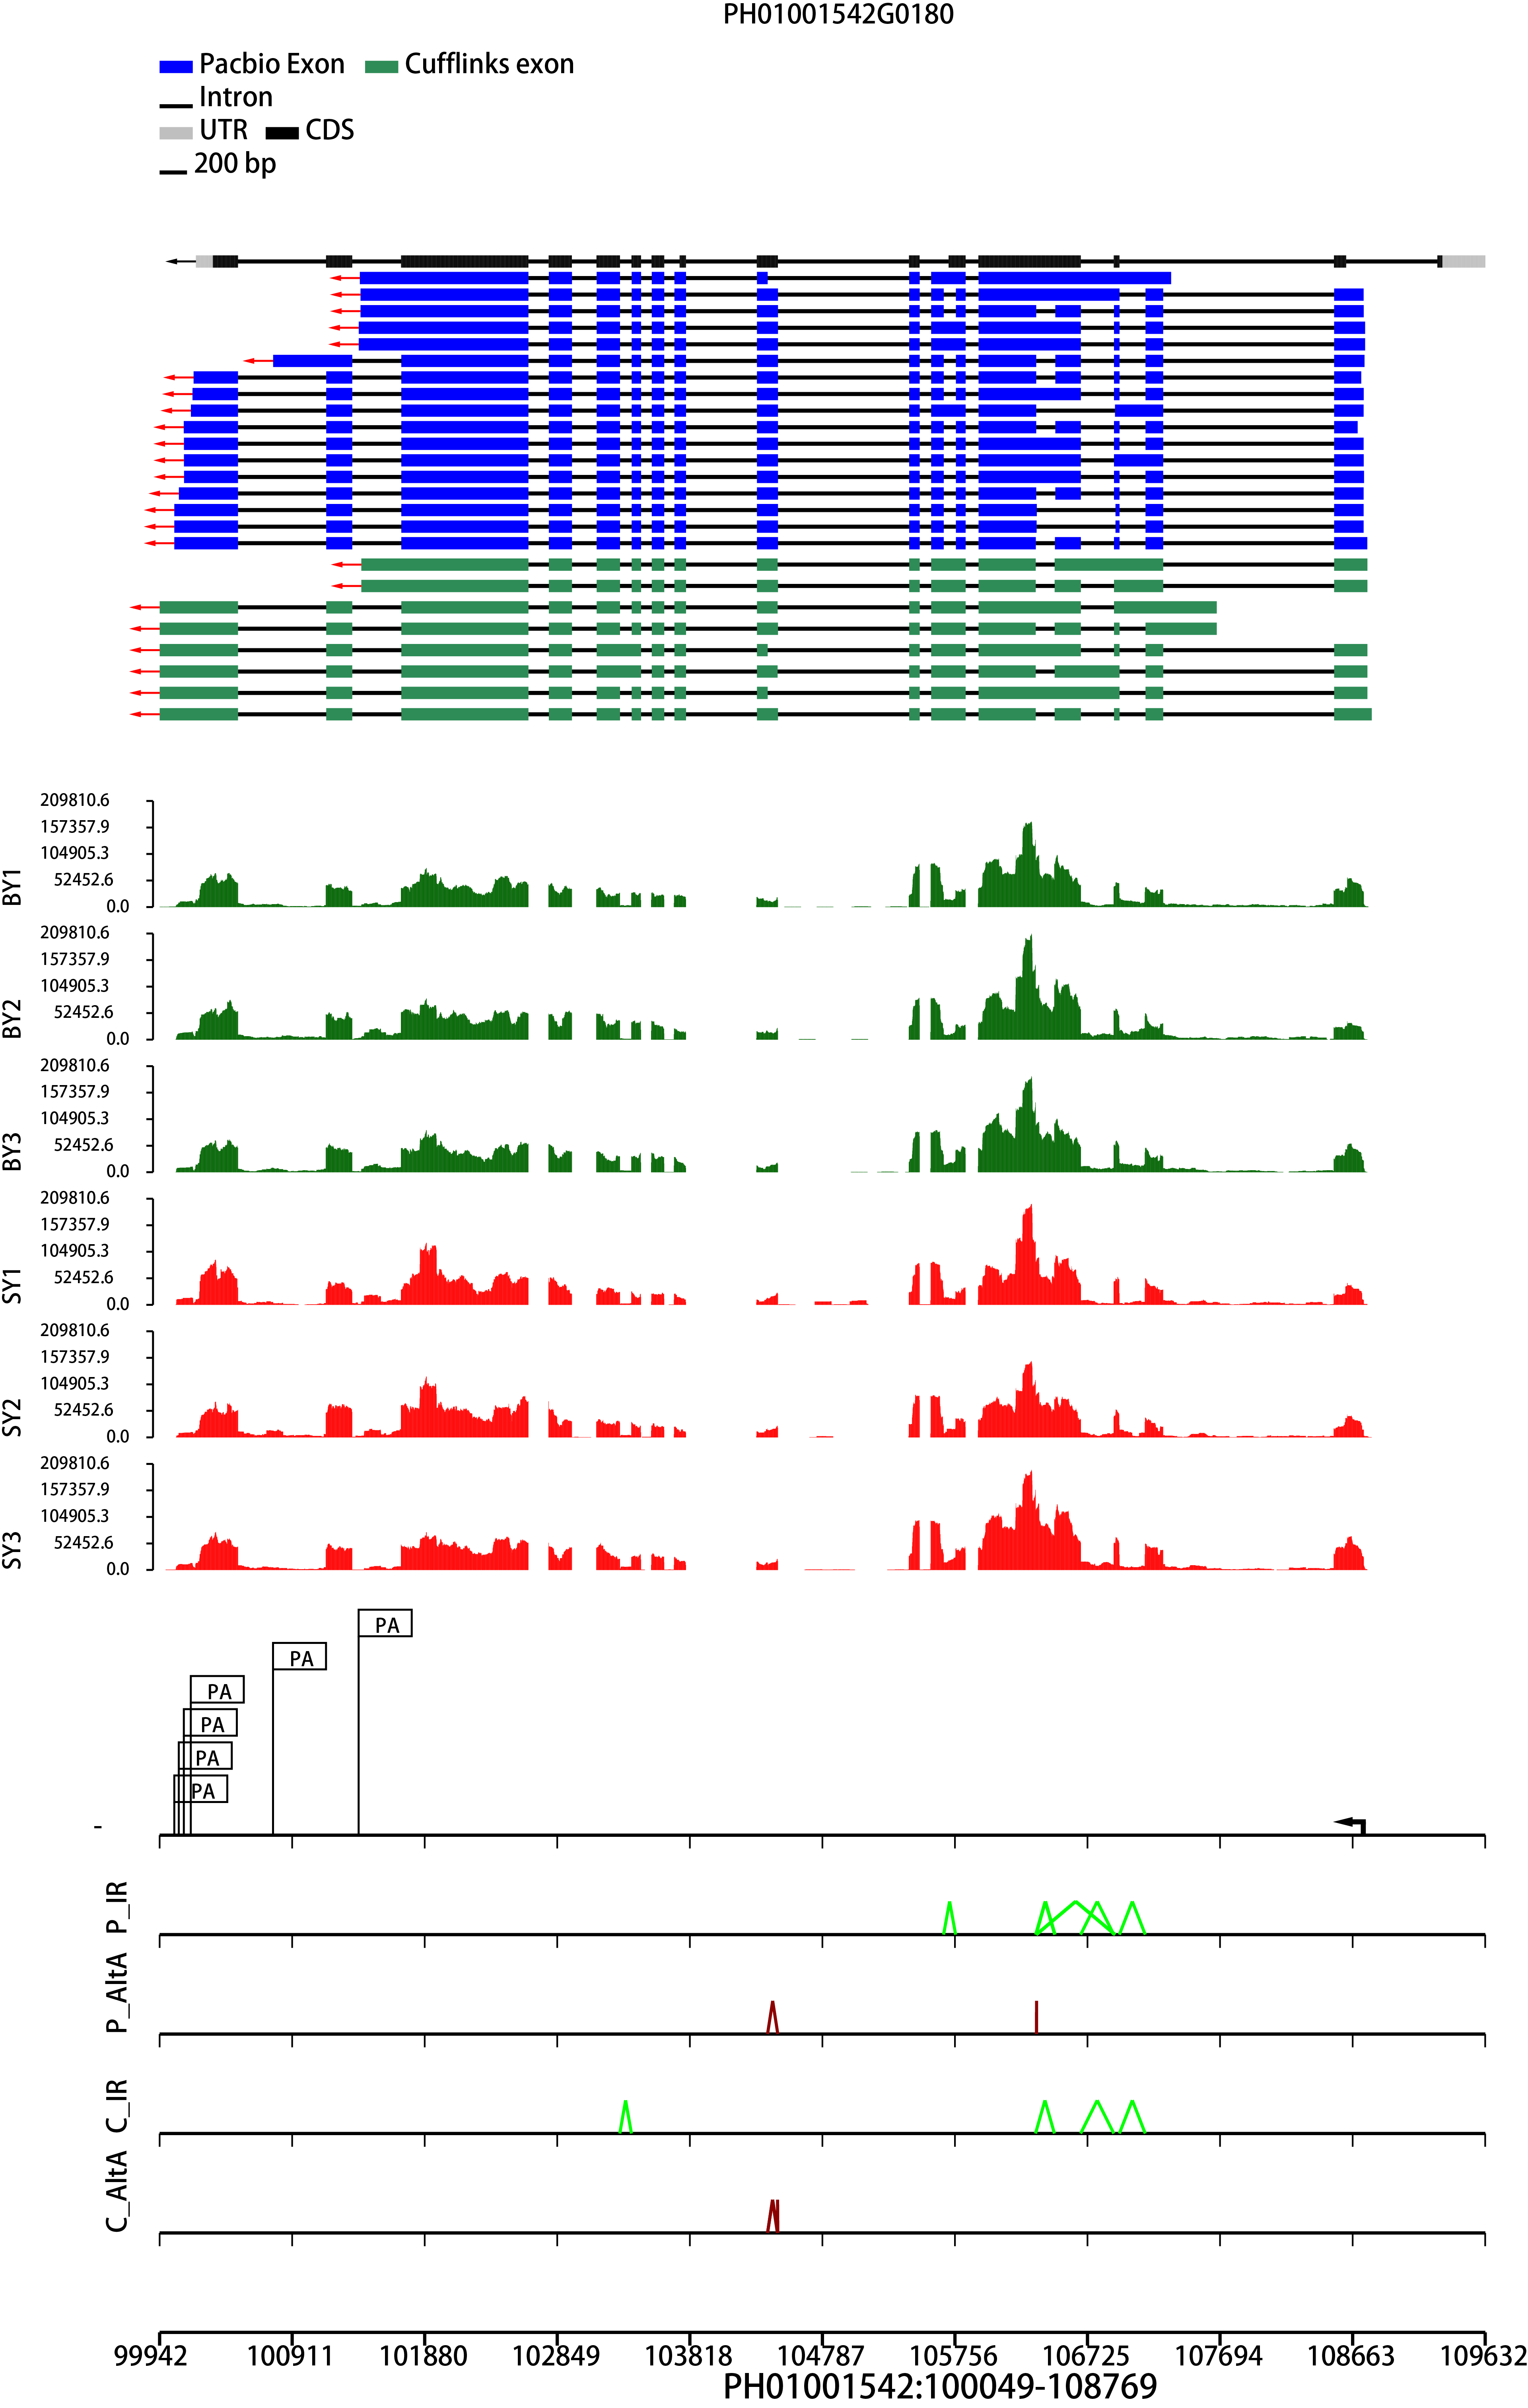 PH01001542G0180
Pacbio Exon Cufflinks exon
Intron
UTR CDS
200 bp
BY1
209810.6
157357.9
104905.3
52452.6
0.0
BY2
209810.6
157357.9
104905.3
52452.6
0.0
BY3
209810.6
157357.9
104905.3
52452.6
0.0
SY1
209810.6
157357.9
104905.3
52452.6
0.0
SY2
209810.6
157357.9
104905.3
52452.6
0.0
SY3
209810.6
157357.9
104905.3
52452.6
0.0
PA
PA
PA
PA
PA
PA
-
P_IR
P_AltA
C_IR
C_AltA
99942 100911 101880 102849 103818 104787 105756 106725 107694 108663 109632
PH01001542:100049-108769